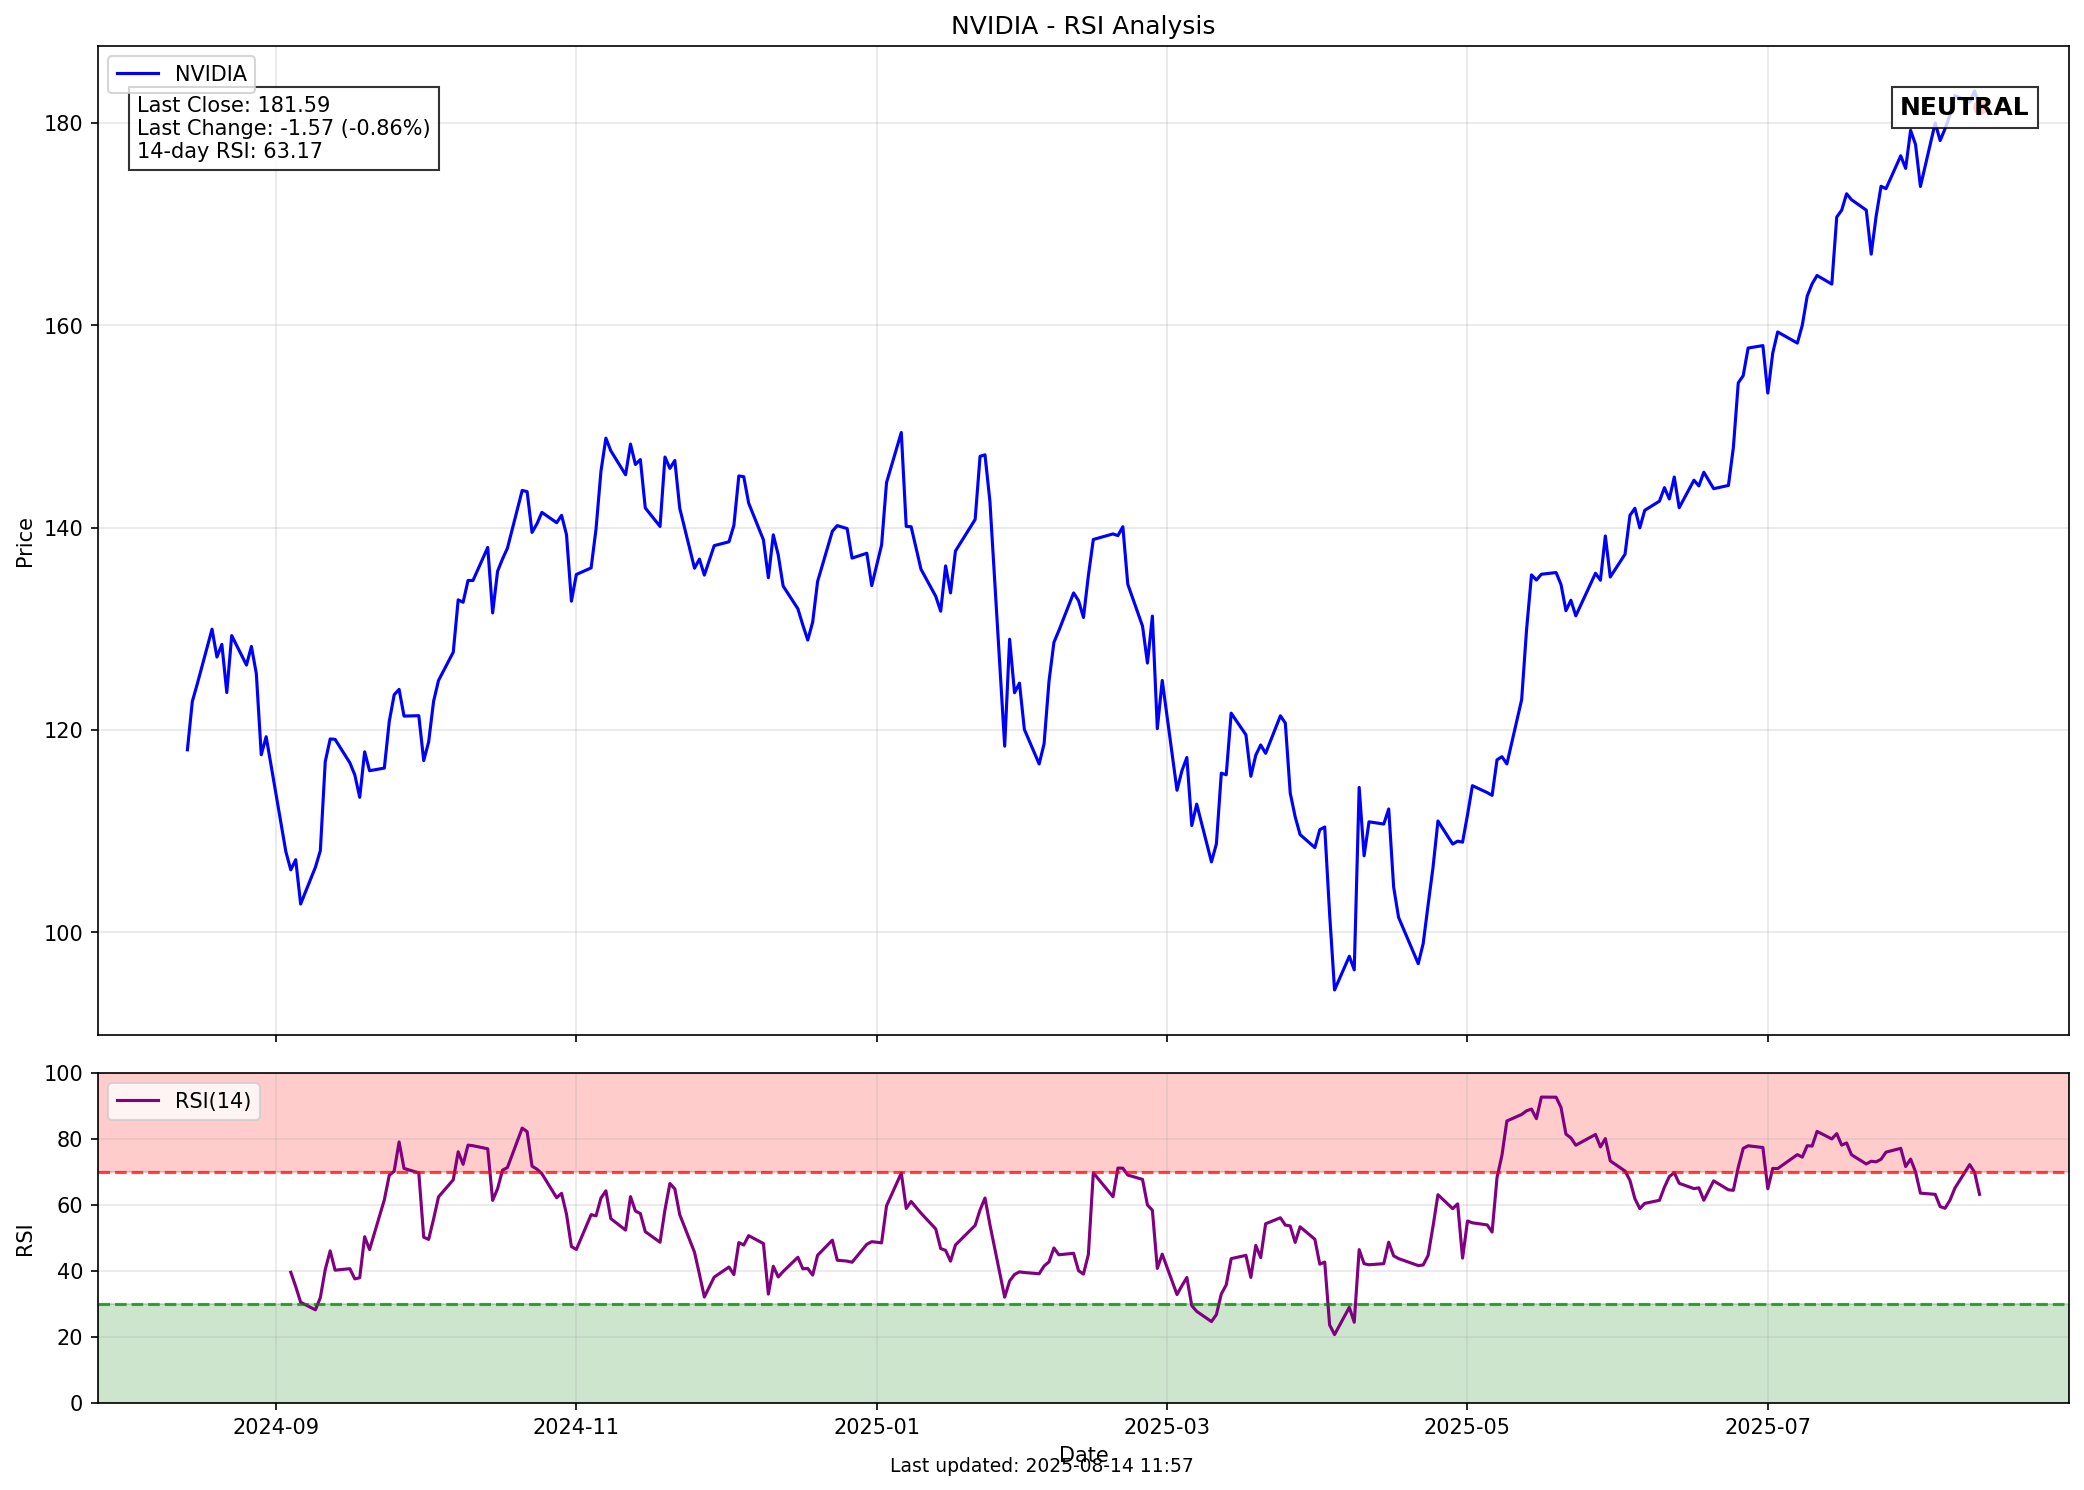 NVIDIA - RSI Analysis
NVIDIA
Last Close: 181.59
Last Change: -1.57 (-0.86%)
14-day RSI: 63.17
NEUTRAL
Price
180
160
140
120
100
RSI(14)
RSI
100
80
60
40
20
0
2024-09
2024-11
2025-01
2025-03
2025-05
2025-07
Date
Last updated: 2025-08-14 11:57